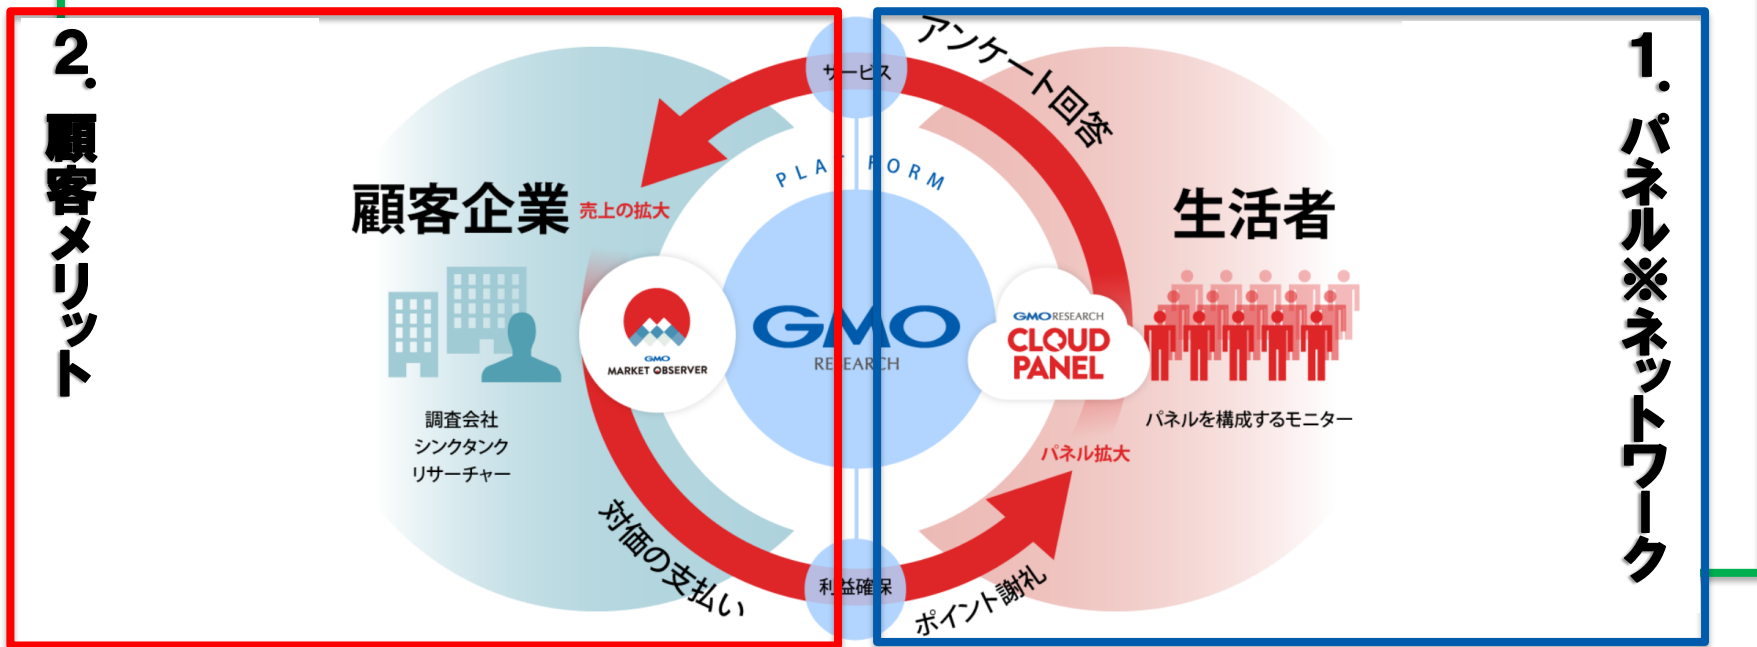 2．顧客メリット
顧客企業
売上の拡大
GMO
MARKET OBSERVER
調査会社
シンクタンク
リサーチャー
対価の支払い
サービス
PLATFORM
GMO
RESEARCH
利益確保
アンケート回答
生活者
GMO RESEARCH
CLOUD
PANEL
パネルを構成するモニター
パネル拡大
ポイント謝礼
1．パネル※ネットワーク